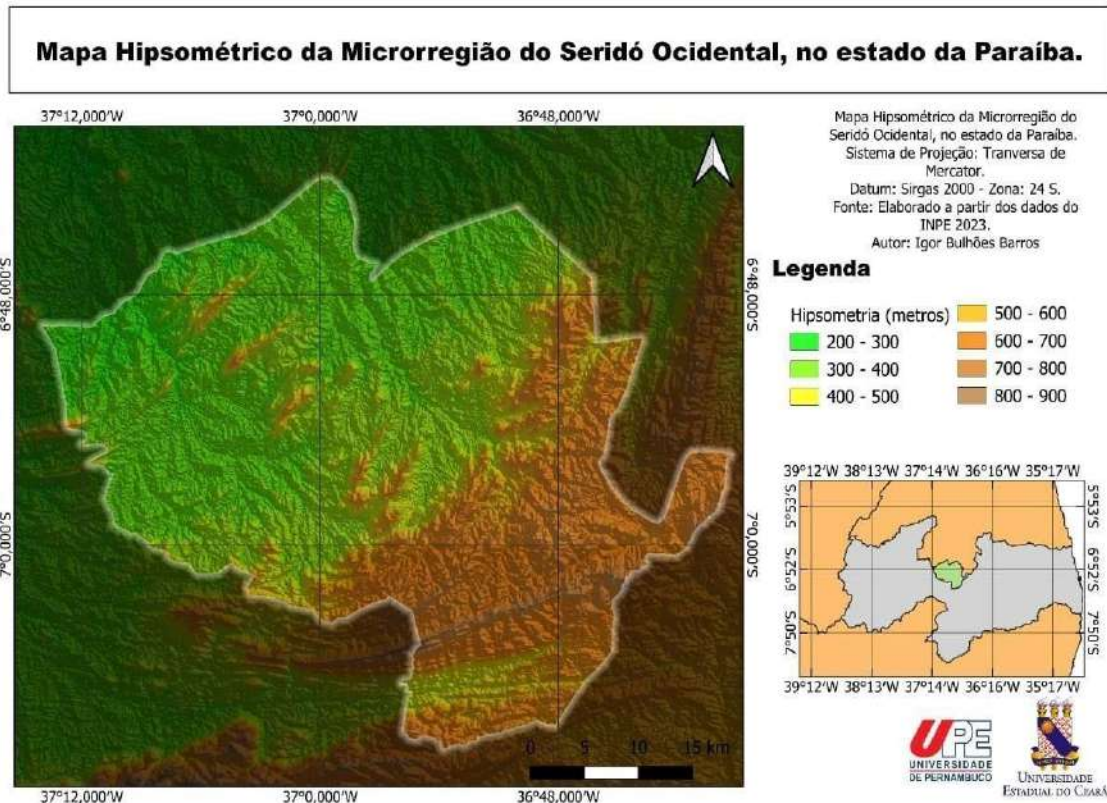 Mapa Hipsométrico da Microrregião do Seridó Ocidental, no estado da Paraíba.
37°12,000'W 37°0,000'W 36°48,000'W
6°48,000'S
7°0,000'S
6°48,000'S
7°0,000'S
0 5 10 15 km
37°12,000'W 37°0,000'W 36°48,000'W
Mapa Hipsométrico da Microrregião do
Seridó Ocidental, no estado da Paraíba.
Sistema de Projeção: Tranversa de
Mercator.
Datum: Sirgas 2000 - Zona: 24 S.
Fonte: Elaborado a partir dos dados do
INPE 2023.
Autor: Igor Bulhões Barros
Legenda
Hipsometria (metros)
200 - 300
300 - 400
400 - 500
500 - 600
600 - 700
700 - 800
800 - 900
39°12'W 38°13'W 37°14'W 36°16'W 35°17'W
5°53'S
6°52'S
7°50'S
5°53'S
6°52'S
7°50'S
39°12'W 38°13'W 37°14'W 36°16'W 35°17'W
UPE
UNIVERSIDADE
DE PERNAMBUCO
UNIVERSIDADE
ESTADUAL DO CEARÁ